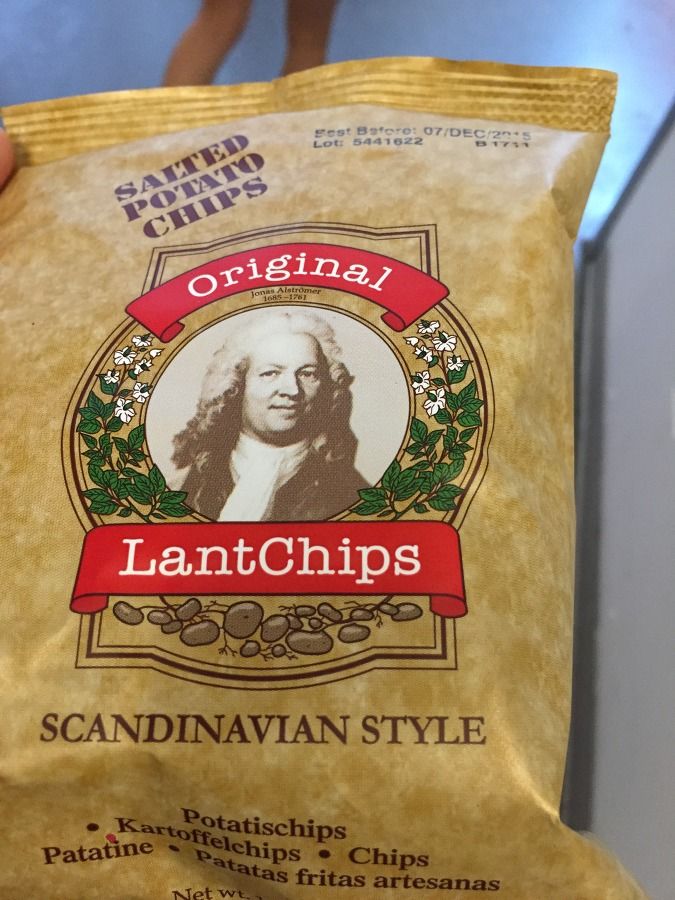 SALTED
POTATO
CHIPS
Best Before: 07/DEC/2015
Lot: 5441622 B 1711
Original
Jonas Alströmer
1685–1761
LantChips
SCANDINAVIAN STYLE
Potatischips
• Kartoffelchips • Chips
Patatine • Patatas fritas artesanas
Net wt.